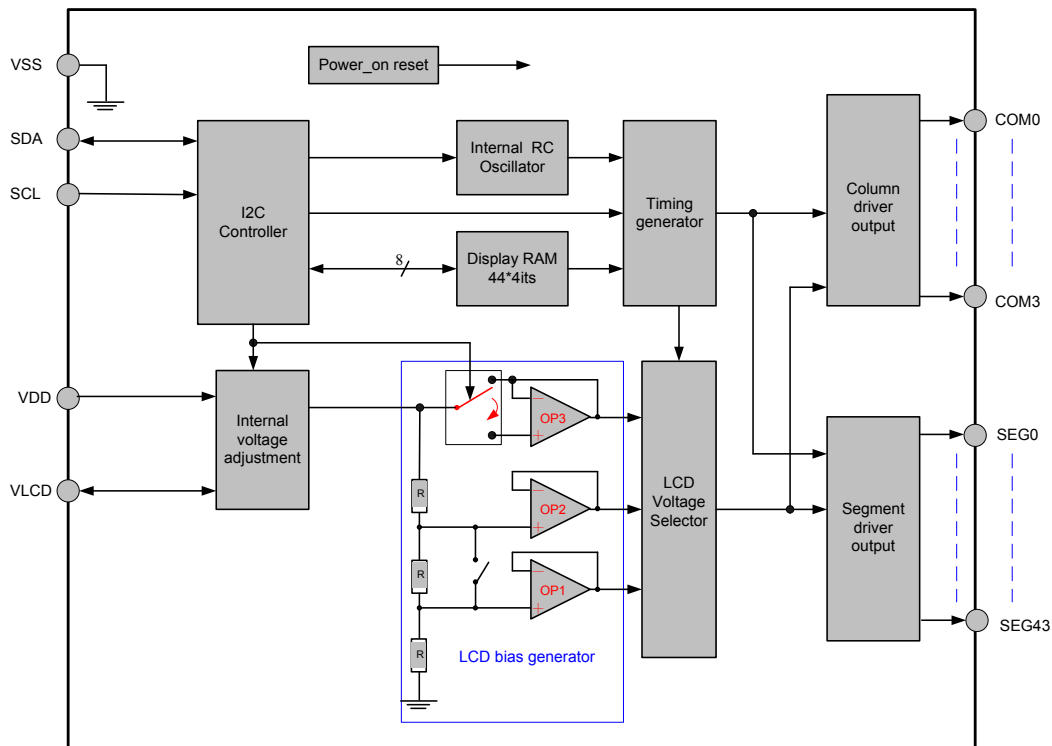 VSS
Power_on reset
SDA
SCL
I2C
Controller
Internal RC
Oscillator
8
Display RAM
44*4its
Timing
generator
Column
driver
output
COM0
COM3
VDD
VLCD
Internal
voltage
adjustment
R
R
R
−
+
OP3
−
+
OP2
−
+
OP1
LCD bias generator
LCD
Voltage
Selector
Segment
driver
output
SEG0
SEG43